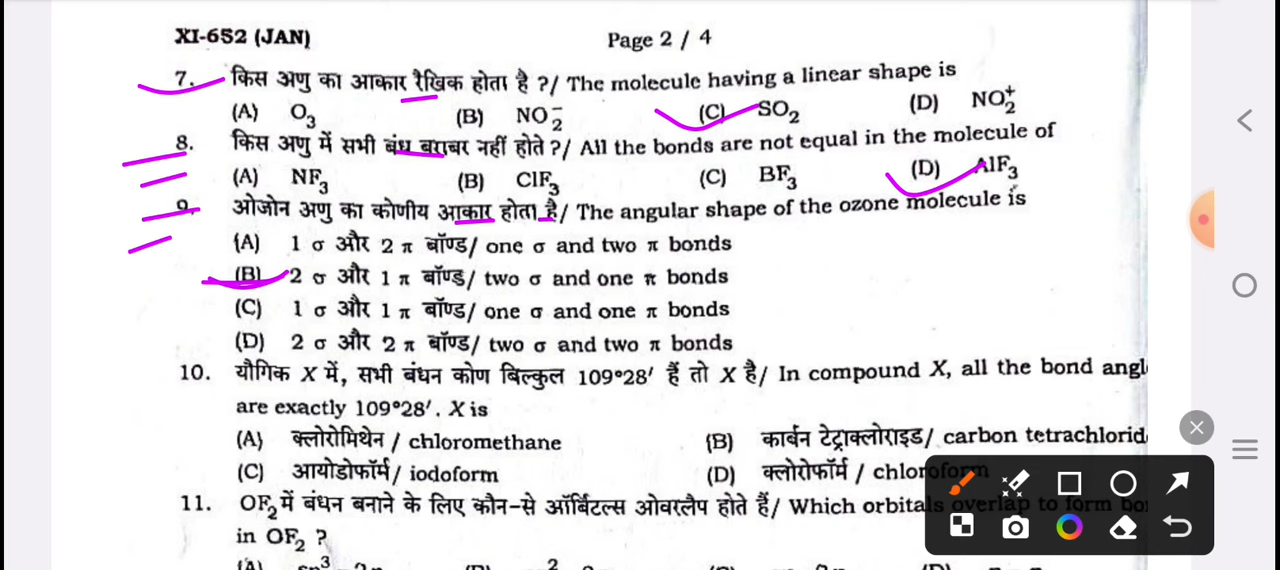 XI-652 (JAN) Page 2 / 4
7. किस अणु का आकार रैखिक होता है ?/ The molecule having a linear shape is
(A) O₃ (B) NO₂⁻ (C) SO₂ (D) NO₂⁺
8. किस अणु में सभी बंध बराबर नहीं होते ?/ All the bonds are not equal in the molecule of
(A) NF₃ (B) ClF₃ (C) BF₃ (D) AlF₃
9. ओजोन अणु का कोणीय आकार होता है/ The angular shape of the ozone molecule is
(A) 1 σ और 2 π बॉण्ड/ one σ and two π bonds
(B) 2 σ और 1 π बॉण्ड/ two σ and one π bonds
(C) 1 σ और 1 π बॉण्ड/ one σ and one π bonds
(D) 2 σ और 2 π बॉण्ड/ two σ and two π bonds
10. यौगिक X में, सभी बंधन कोण बिल्कुल 109°28′ हैं तो X है/ In compound X, all the bond angl
are exactly 109°28′. X is
(A) क्लोरोमिथेन / chloromethane (B) कार्बन टेट्राक्लोराइड/ carbon tetrachlorid
(C) आयोडोफॉर्म/ iodoform (D) क्लोरोफॉर्म / chloroform
11. OF₂ में बंधन बनाने के लिए कौन-से ऑर्बिटल्स ओवरलैप होते हैं/ Which orbitals overlap to form bo
in OF₂ ?